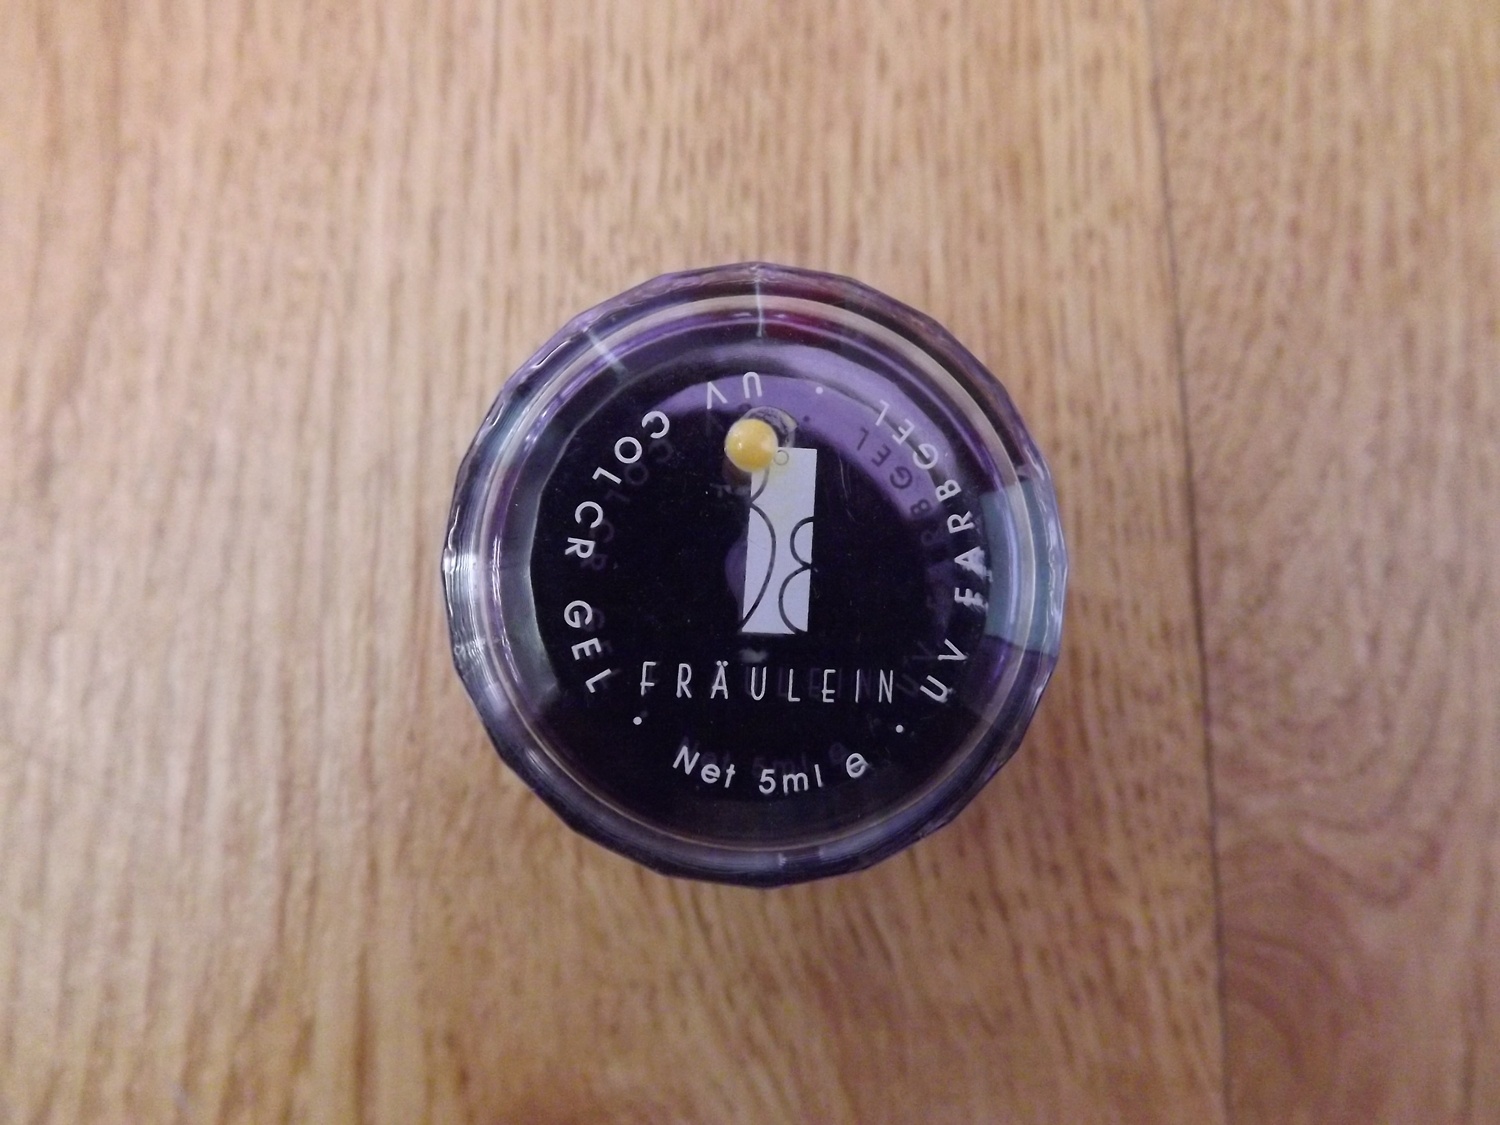 UV COLCR GEL
UV FARBGEL
FRÄULEIN
Net 5ml e